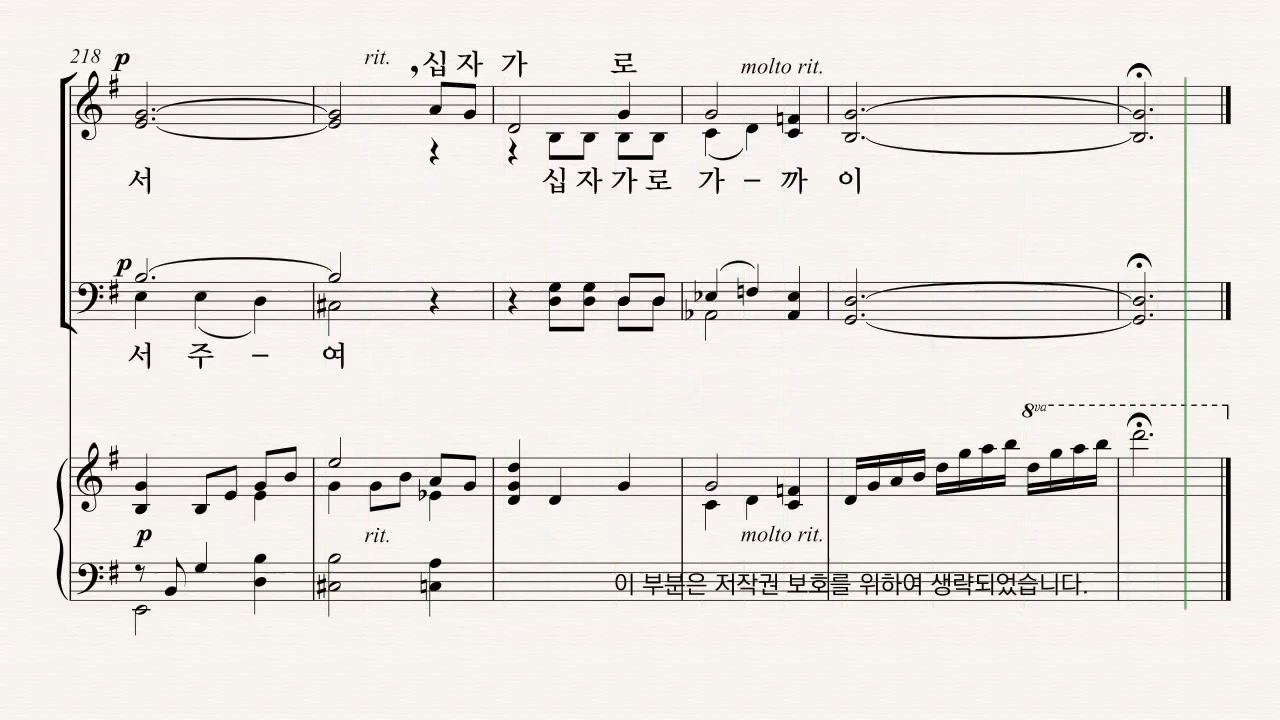 218 p rit. , 십 자 가 로 molto rit.
서 십 자 가 로 가 – 까 이
p
서 주 – 여
8va
p rit. molto rit.
이 부분은 저작권 보호를 위하여 생략되었습니다.